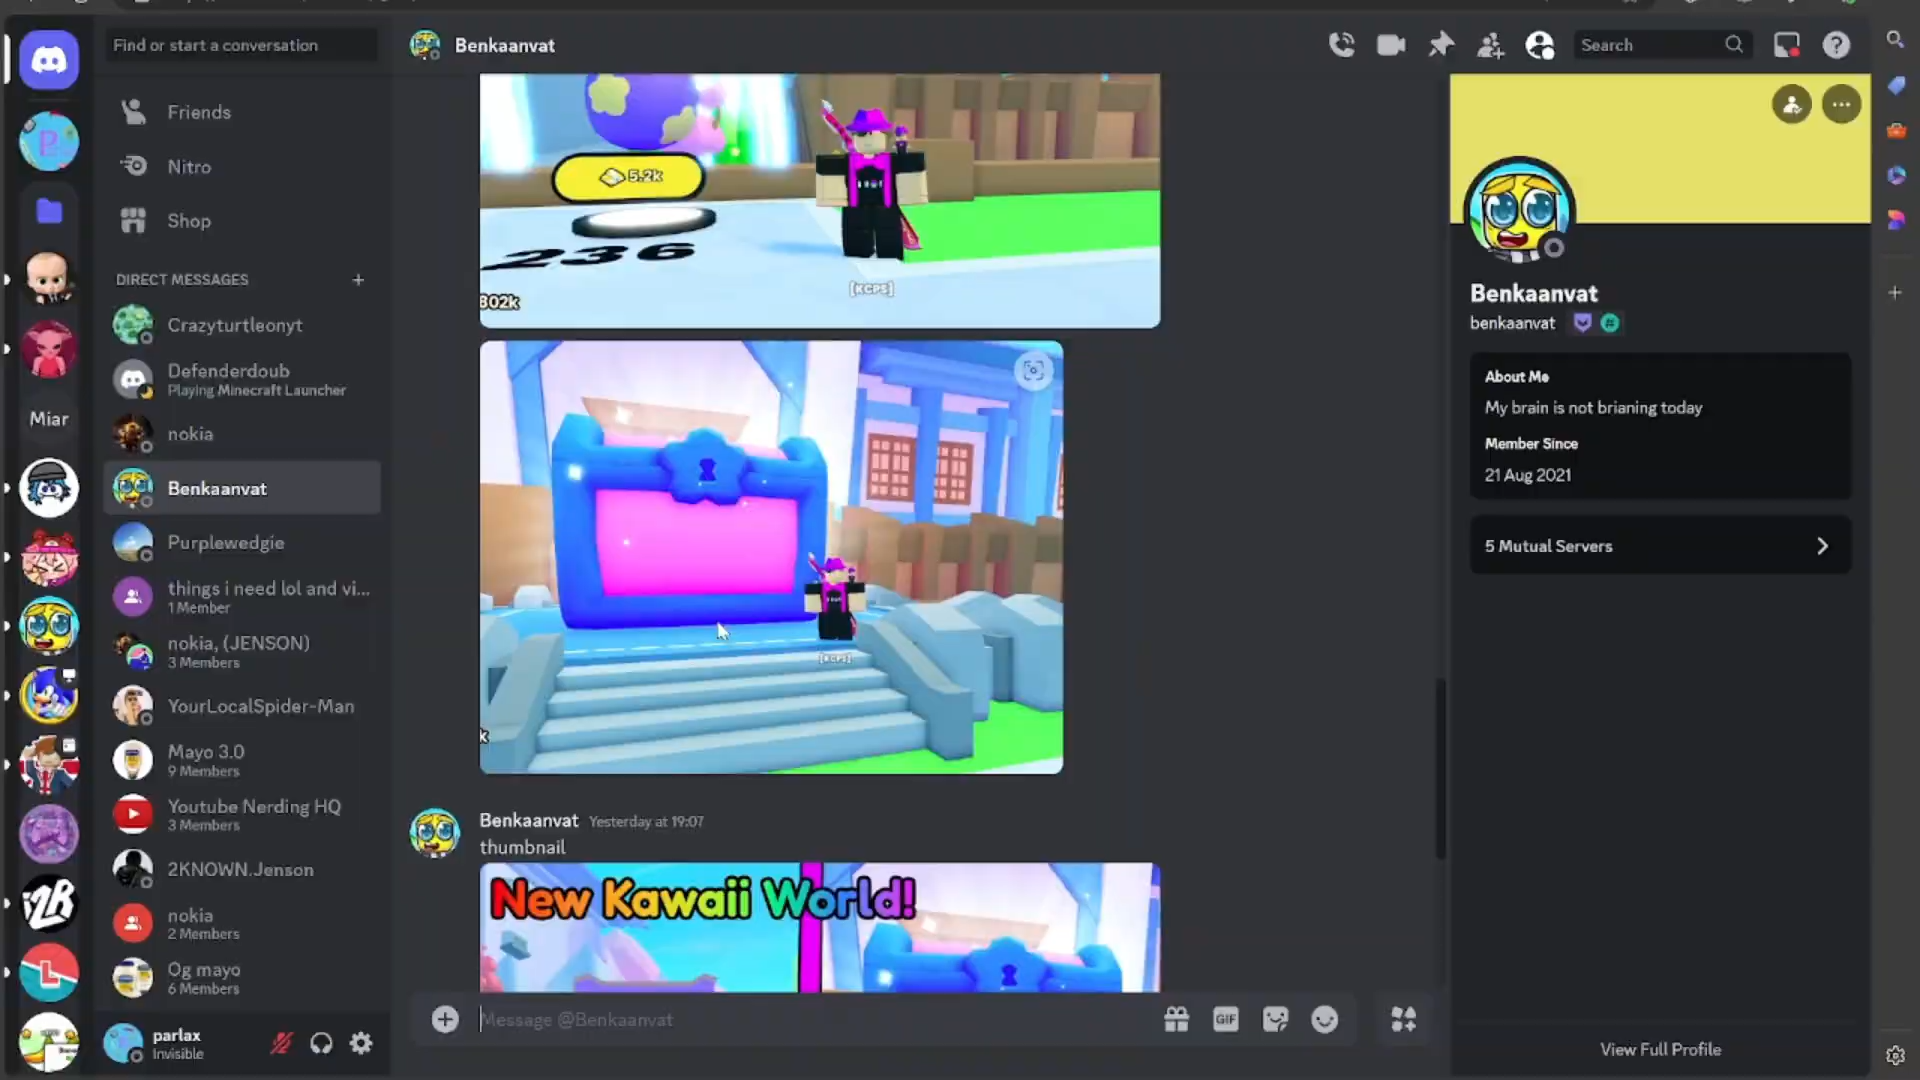 Find or start a conversation
Friends
Nitro
Shop
DIRECT MESSAGES
Crazyturtleonyt
Defenderdoub
Playing Minecraft Launcher
nokia
Benkaanvat
Purplewedgie
things i need lol and vi...
1 Member
nokia, (JENSON)
3 Members
YourLocalSpider-Man
Mayo 3.0
9 Members
Youtube Nerding HQ
3 Members
2KNOWN.Jenson
nokia
2 Members
Og mayo
6 Members
parlax
Invisible
Miar
Benkaanvat
Search
5.2k
236
[KCPS]
802k
[KCPS]
k
Benkaanvat Yesterday at 19:07
thumbnail
New Kawaii World!
Message @Benkaanvat
GIF
Benkaanvat
benkaanvat
About Me
My brain is not brianing today
Member Since
21 Aug 2021
5 Mutual Servers
View Full Profile